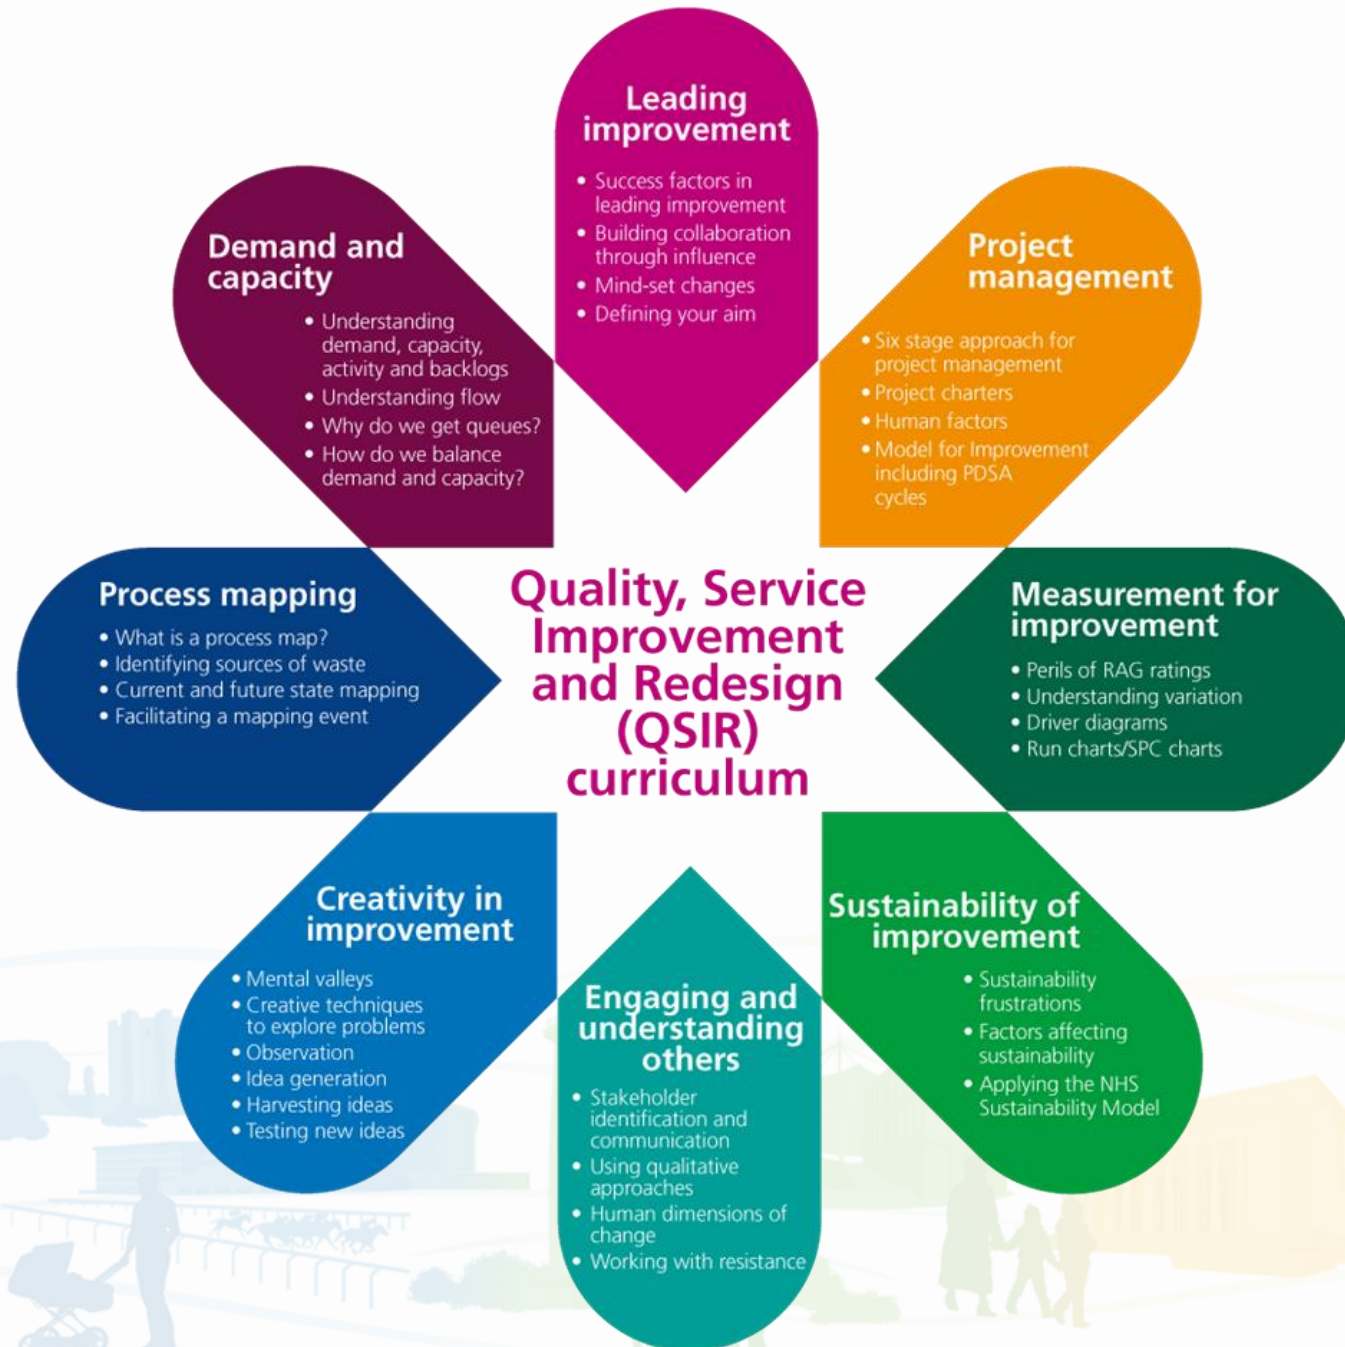 Leading
improvement
• Success factors in
leading improvement
• Building collaboration
through influence
• Mind-set changes
• Defining your aim
Project
management
• Six stage approach for
project management
• Project charters
• Human factors
• Model for Improvement
including PDSA
cycles
Measurement for
improvement
• Perils of RAG ratings
• Understanding variation
• Driver diagrams
• Run charts/SPC charts
Sustainability of
improvement
• Sustainability
frustrations
• Factors affecting
sustainability
• Applying the NHS
Sustainability Model
Engaging and
understanding
others
• Stakeholder
identification and
communication
• Using qualitative
approaches
• Human dimensions of
change
• Working with resistance
Creativity in
improvement
• Mental valleys
• Creative techniques
to explore problems
• Observation
• Idea generation
• Harvesting ideas
• Testing new ideas
Process mapping
• What is a process map?
• Identifying sources of waste
• Current and future state mapping
• Facilitating a mapping event
Demand and
capacity
• Understanding
demand, capacity,
activity and backlogs
• Understanding flow
• Why do we get queues?
• How do we balance
demand and capacity?
Quality, Service
Improvement
and Redesign
(QSIR)
curriculum